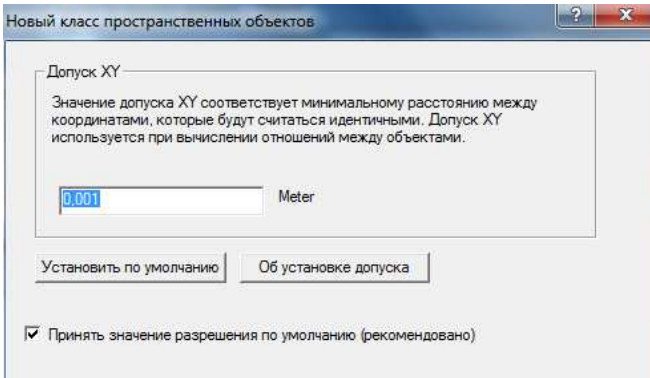 Новый класс пространственных объектов
Допуск XY
Значение допуска XY соответствует минимальному расстоянию между
координатами, которые будут считаться идентичными. Допуск XY
используется при вычислении отношений между объектами.
0,001 Meter
Установить по умолчанию Об установке допуска
Принять значение разрешения по умолчанию (рекомендовано)